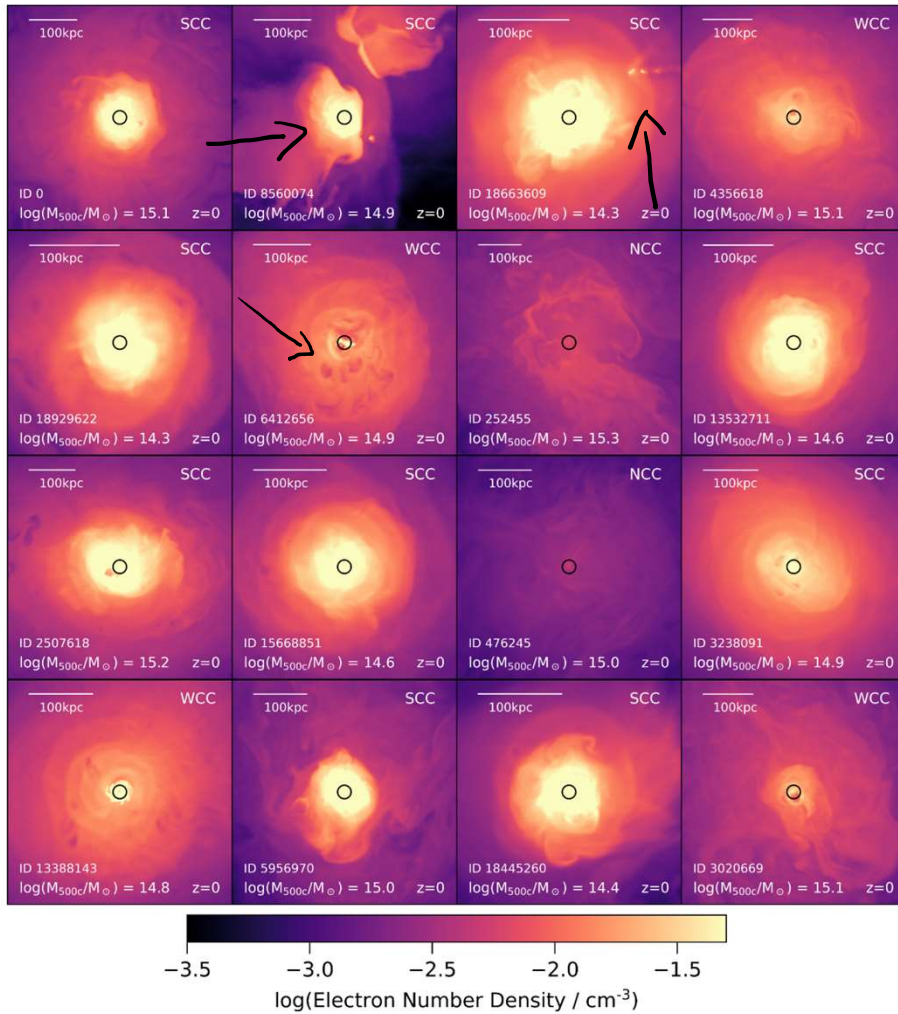 100kpc SCC
ID 0
log(M500c/M☉) = 15.1 z=0
100kpc SCC
ID 8560074
log(M500c/M☉) = 14.9 z=0
100kpc SCC
ID 18663609
log(M500c/M☉) = 14.3 z=0
100kpc WCC
ID 4356618
log(M500c/M☉) = 15.1 z=0
100kpc SCC
ID 18929622
log(M500c/M☉) = 14.3 z=0
100kpc WCC
ID 6412656
log(M500c/M☉) = 14.9 z=0
100kpc NCC
ID 252455
log(M500c/M☉) = 15.3 z=0
100kpc SCC
ID 13532711
log(M500c/M☉) = 14.6 z=0
100kpc SCC
ID 2507618
log(M500c/M☉) = 15.2 z=0
100kpc SCC
ID 15668851
log(M500c/M☉) = 14.6 z=0
100kpc NCC
ID 476245
log(M500c/M☉) = 15.0 z=0
100kpc SCC
ID 3238091
log(M500c/M☉) = 14.9 z=0
100kpc WCC
ID 13388143
log(M500c/M☉) = 14.8 z=0
100kpc SCC
ID 5956970
log(M500c/M☉) = 15.0 z=0
100kpc SCC
ID 18445260
log(M500c/M☉) = 14.4 z=0
100kpc WCC
ID 3020669
log(M500c/M☉) = 15.1 z=0
−3.5 −3.0 −2.5 −2.0 −1.5
log(Electron Number Density / cm⁻³)